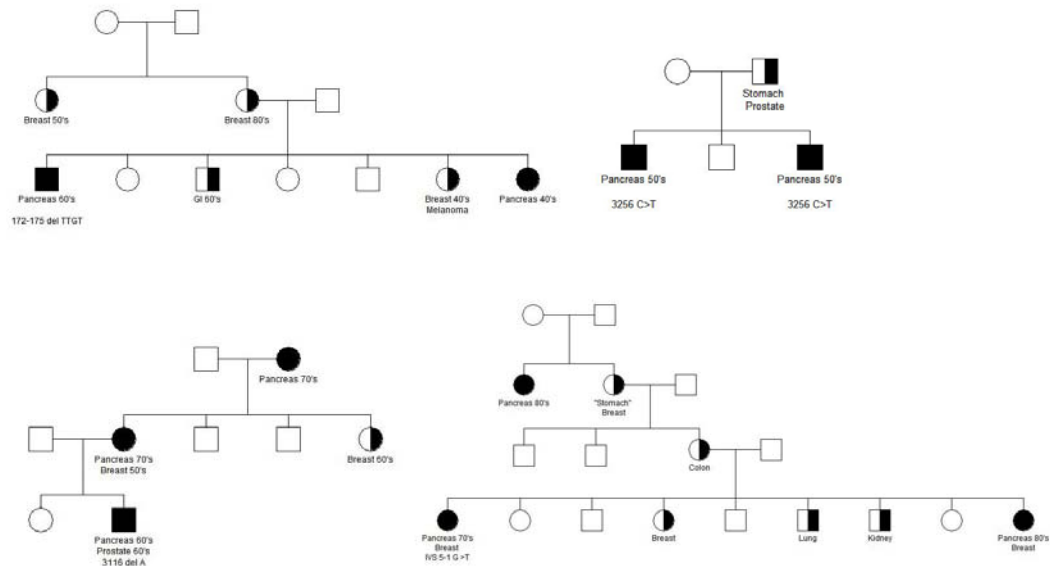 Breast 50's
Breast 80's
Pancreas 60's
172-175 del TTGT
GI 60's
Breast 40's
Melanoma
Pancreas 40's
Stomach
Prostate
Pancreas 50's
3256 C>T
Pancreas 50's
3256 C>T
Pancreas 70's
Pancreas 70's
Breast 50's
Breast 60's
Pancreas 60's
Prostate 60's
3116 del A
Pancreas 80's
"Stomach"
Breast
Colon
Pancreas 70's
Breast
IVS 5-1 G >T
Breast
Lung
Kidney
Pancreas 80's
Breast